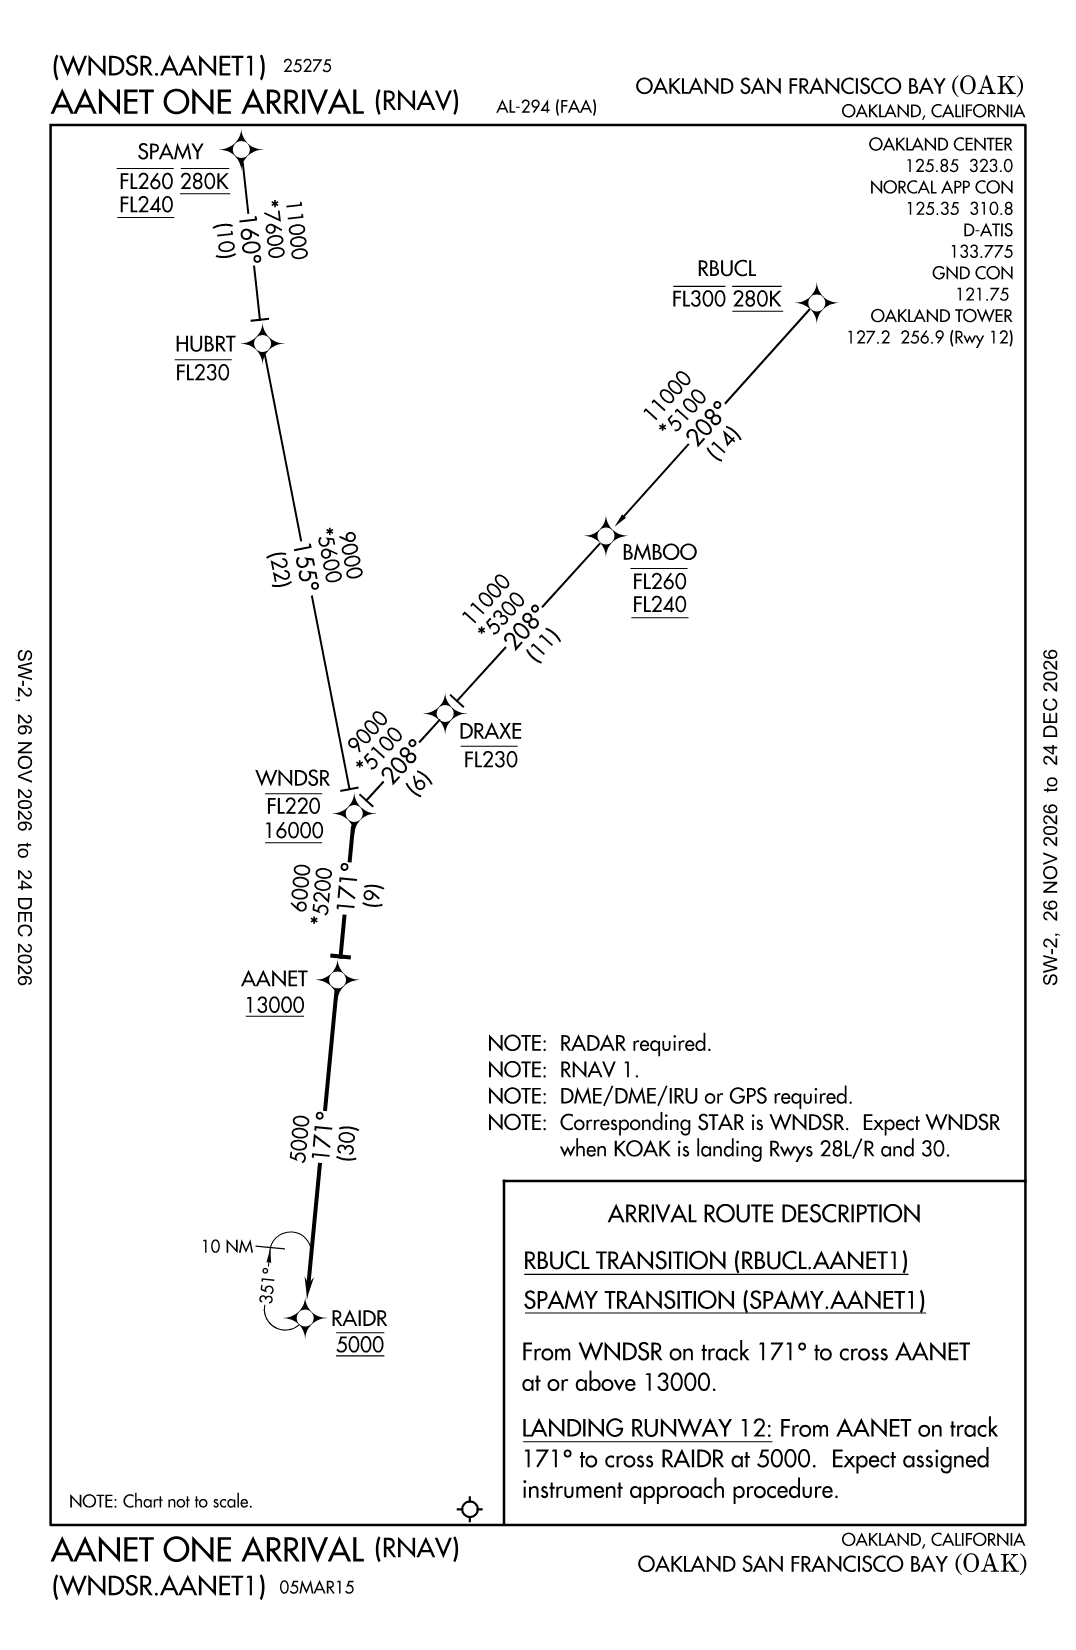 (WNDSR.AANET1) 25275
AANET ONE ARRIVAL (RNAV)
AL-294 (FAA)
OAKLAND SAN FRANCISCO BAY (OAK)
OAKLAND, CALIFORNIA
OAKLAND CENTER
125.85 323.0
NORCAL APP CON
125.35 310.8
D-ATIS
133.775
GND CON
121.75
OAKLAND TOWER
127.2 256.9 (Rwy 12)
SPAMY
FL260 280K
FL240
11000
*7600
160°
(10)
RBUCL
FL300 280K
HUBRT
FL230
11000
*5100
208°
(14)
BMBOO
FL260
FL240
9000
*5600
155°
(22)
11000
*5300
208°
(11)
DRAXE
FL230
9000
*5100
208°
(6)
WNDSR
FL220
16000
6000
*5200
171°
(9)
AANET
13000
5000
171°
(30)
10 NM
351°
RAIDR
5000
NOTE: RADAR required.
NOTE: RNAV 1.
NOTE: DME/DME/IRU or GPS required.
NOTE: Corresponding STAR is WNDSR. Expect WNDSR
when KOAK is landing Rwys 28L/R and 30.
ARRIVAL ROUTE DESCRIPTION
RBUCL TRANSITION (RBUCL.AANET1)
SPAMY TRANSITION (SPAMY.AANET1)
From WNDSR on track 171° to cross AANET
at or above 13000.
LANDING RUNWAY 12: From AANET on track
171° to cross RAIDR at 5000. Expect assigned
instrument approach procedure.
NOTE: Chart not to scale.
SW-2, 26 NOV 2026 to 24 DEC 2026
SW-2, 26 NOV 2026 to 24 DEC 2026
AANET ONE ARRIVAL (RNAV)
(WNDSR.AANET1) 05MAR15
OAKLAND, CALIFORNIA
OAKLAND SAN FRANCISCO BAY (OAK)